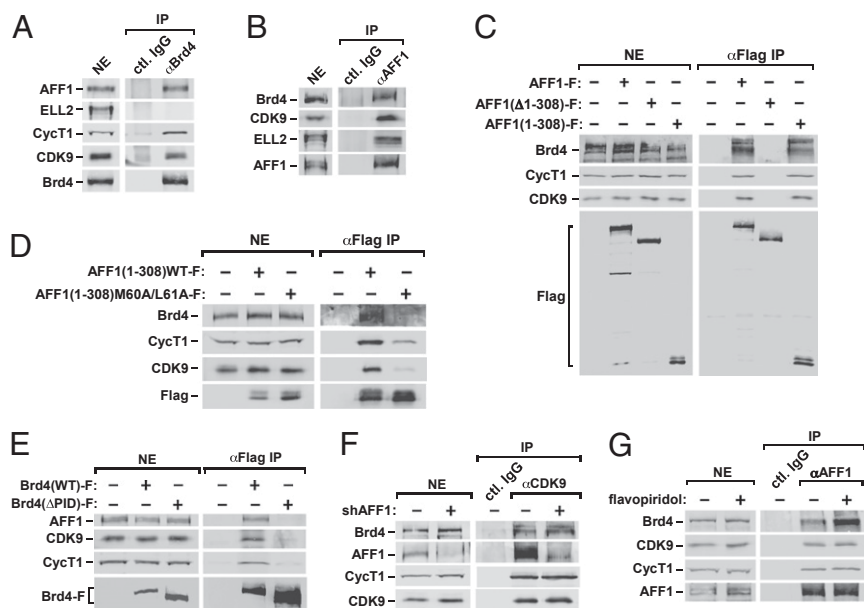 A
IP
NE
ctl. IgG
αBrd4
AFF1
ELL2
CycT1
CDK9
Brd4
B
IP
NE
ctl. IgG
αAFF1
Brd4
CDK9
ELL2
AFF1
C
NE αFlag IP
AFF1-F: – + – – – + – –
AFF1(Δ1-308)-F: – – + – – – + –
AFF1(1-308)-F: – – – + – – – +
Brd4
CycT1
CDK9
Flag
D
NE αFlag IP
AFF1(1-308)WT-F: – + – – + –
AFF1(1-308)M60A/L61A-F: – – + – – +
Brd4
CycT1
CDK9
Flag
E
NE αFlag IP
Brd4(WT)-F: – + – – + –
Brd4(ΔPID)-F: – – + – – +
AFF1
CDK9
CycT1
Brd4-F
F
IP
NE ctl. IgG αCDK9
shAFF1: – + – +
Brd4
AFF1
CycT1
CDK9
G
IP
NE ctl. IgG αAFF1
flavopiridol: – + – +
Brd4
CDK9
CycT1
AFF1